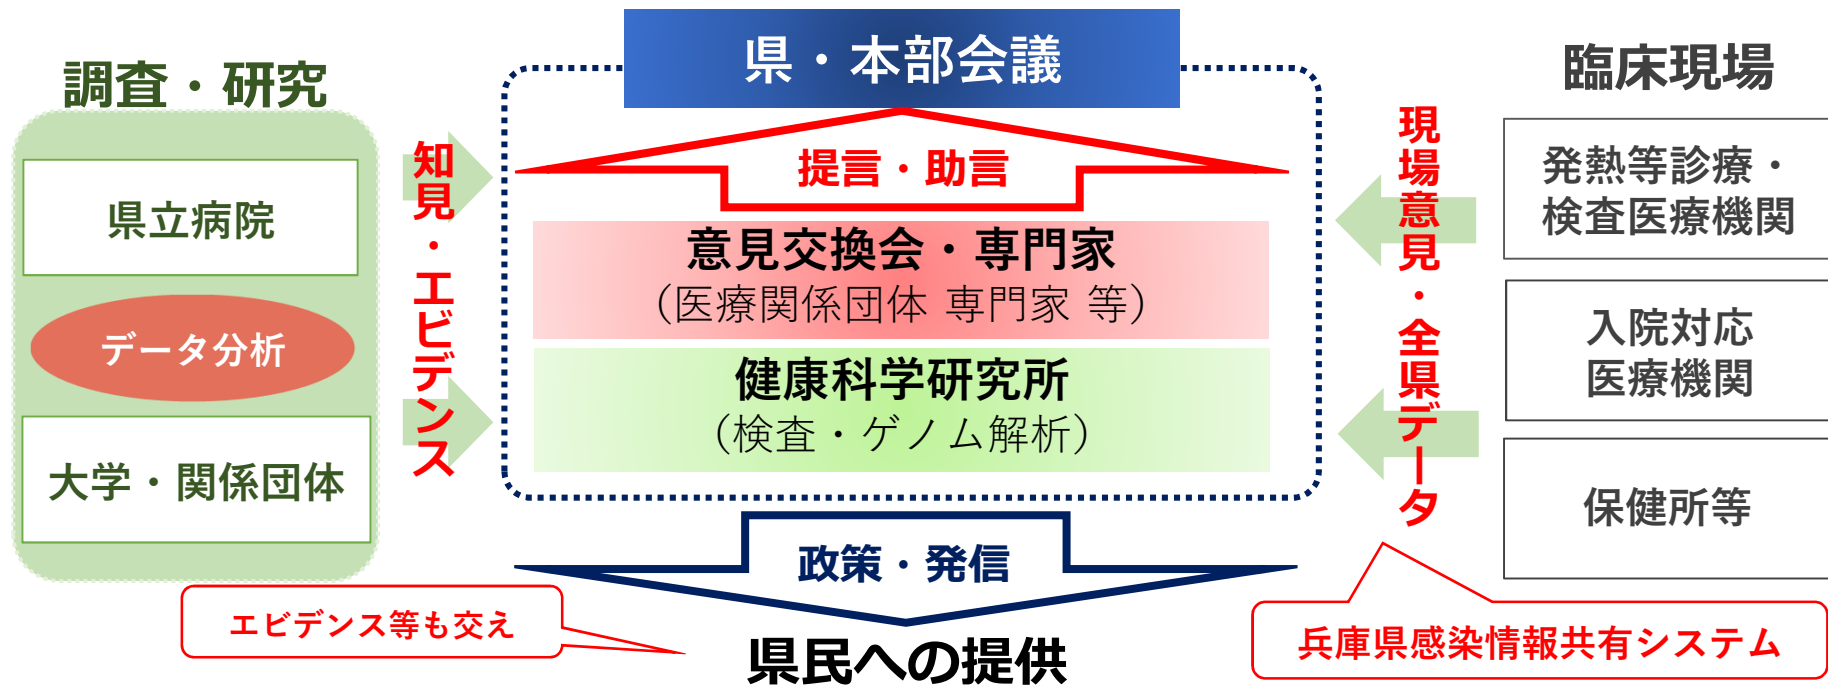 県・本部会議
調査・研究
県立病院
データ分析
大学・関係団体
知見・エビデンス
提言・助言
意見交換会・専門家
（医療関係団体 専門家 等）
健康科学研究所
（検査・ゲノム解析）
現場意見・全県データ
臨床現場
発熱等診療・
検査医療機関
入院対応
医療機関
保健所等
政策・発信
エビデンス等も交え
兵庫県感染情報共有システム
県民への提供